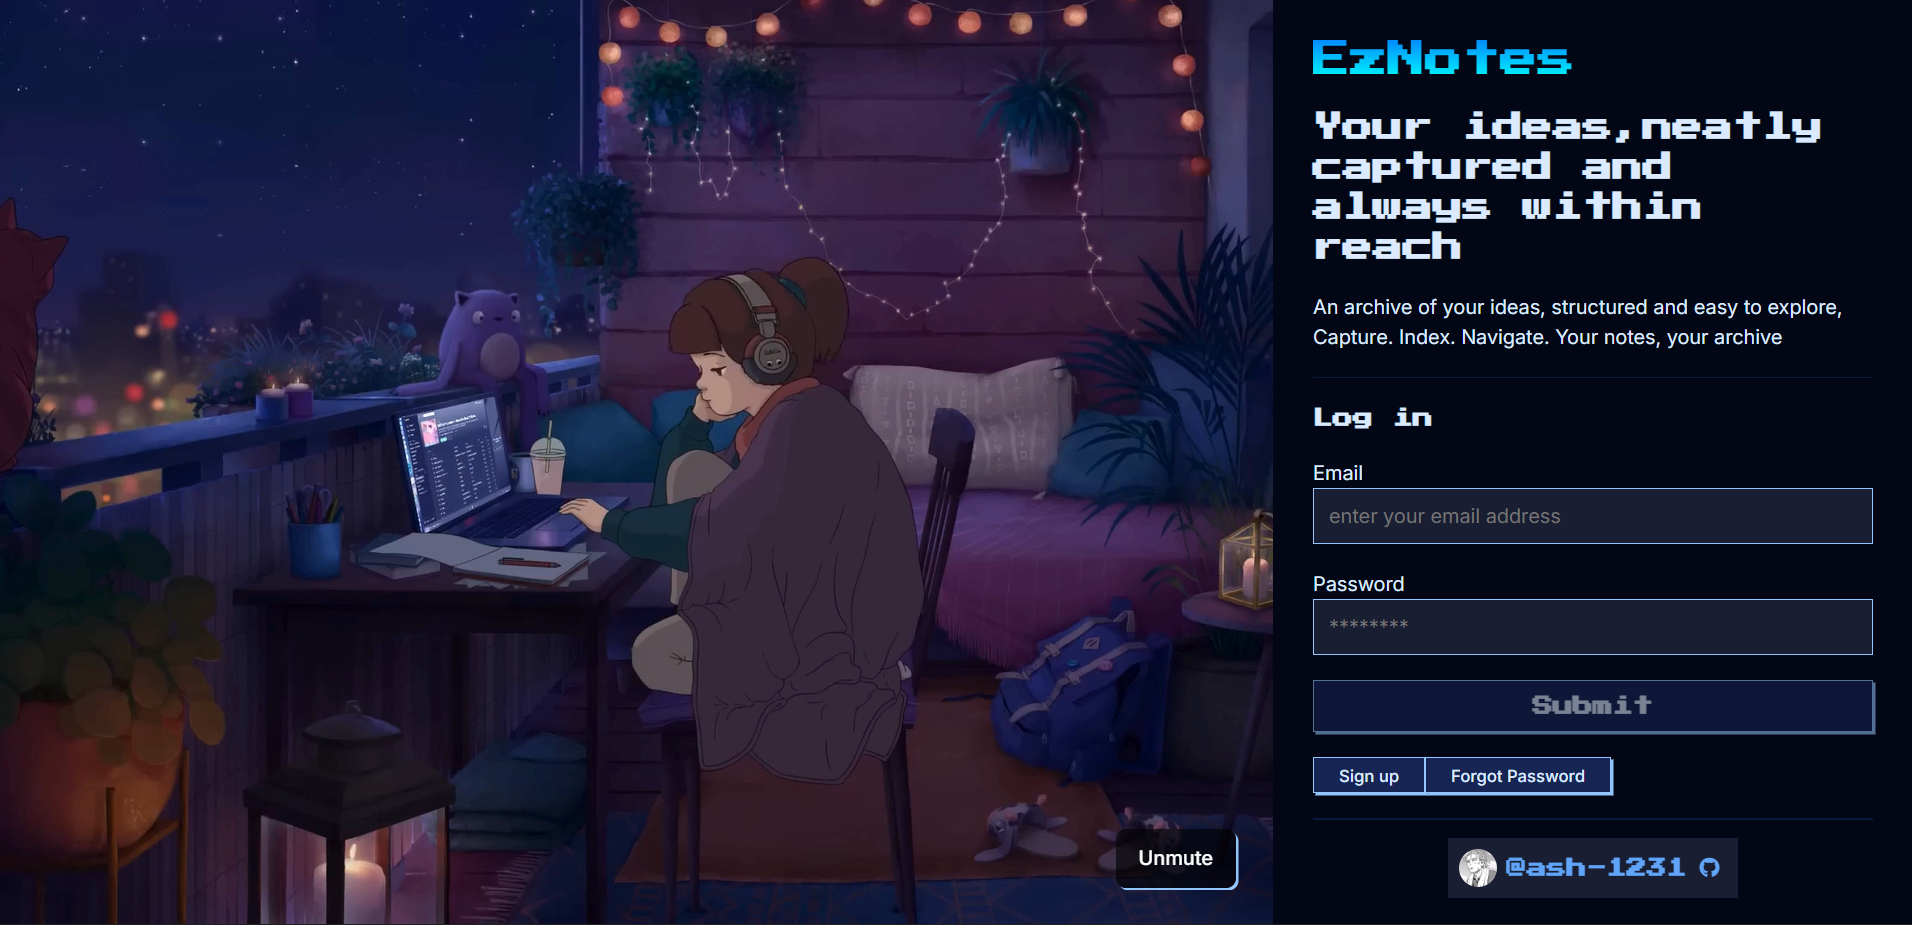 EzNotes
Your ideas,neatly
captured and
always within
reach
An archive of your ideas, structured and easy to explore,
Capture. Index. Navigate. Your notes, your archive
Log in
Email
enter your email address
Password
********
Submit
Sign up
Forgot Password
Unmute
@ash-1231